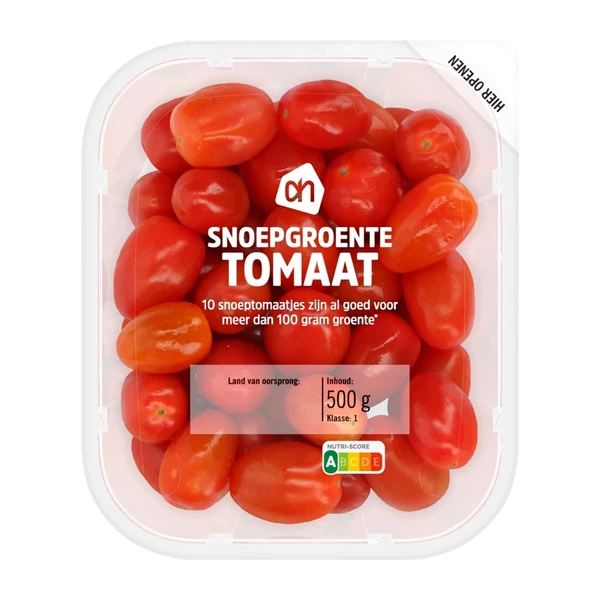 HIER OPENEN
ah
SNOEPGROENTE
TOMAAT
10 snoeptomaatjes zijn al goed voor
meer dan 100 gram groente*
Land van oorsprong:
Inhoud:
500 g
Klasse: 1
NUTRI-SCORE
A B C D E